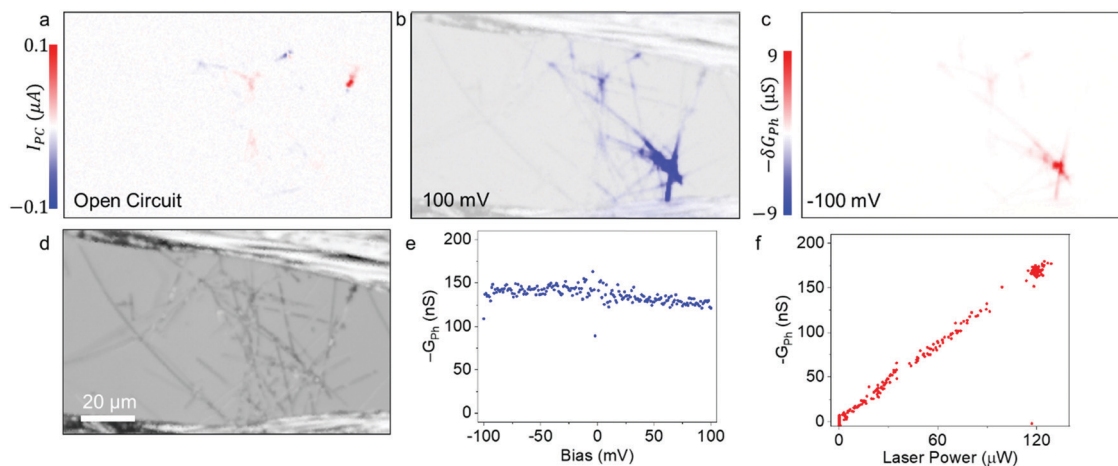 a
0.1
I_PC (μA)
-0.1
Open Circuit
b
100 mV
c
9
−δG_Ph (μS)
-9
-100 mV
d
20 μm
e
200
150
100
50
0
−G_Ph (nS)
-100 -50 0 50 100
Bias (mV)
f
200
150
100
50
0
-G_Ph (nS)
0 60 120
Laser Power (μW)